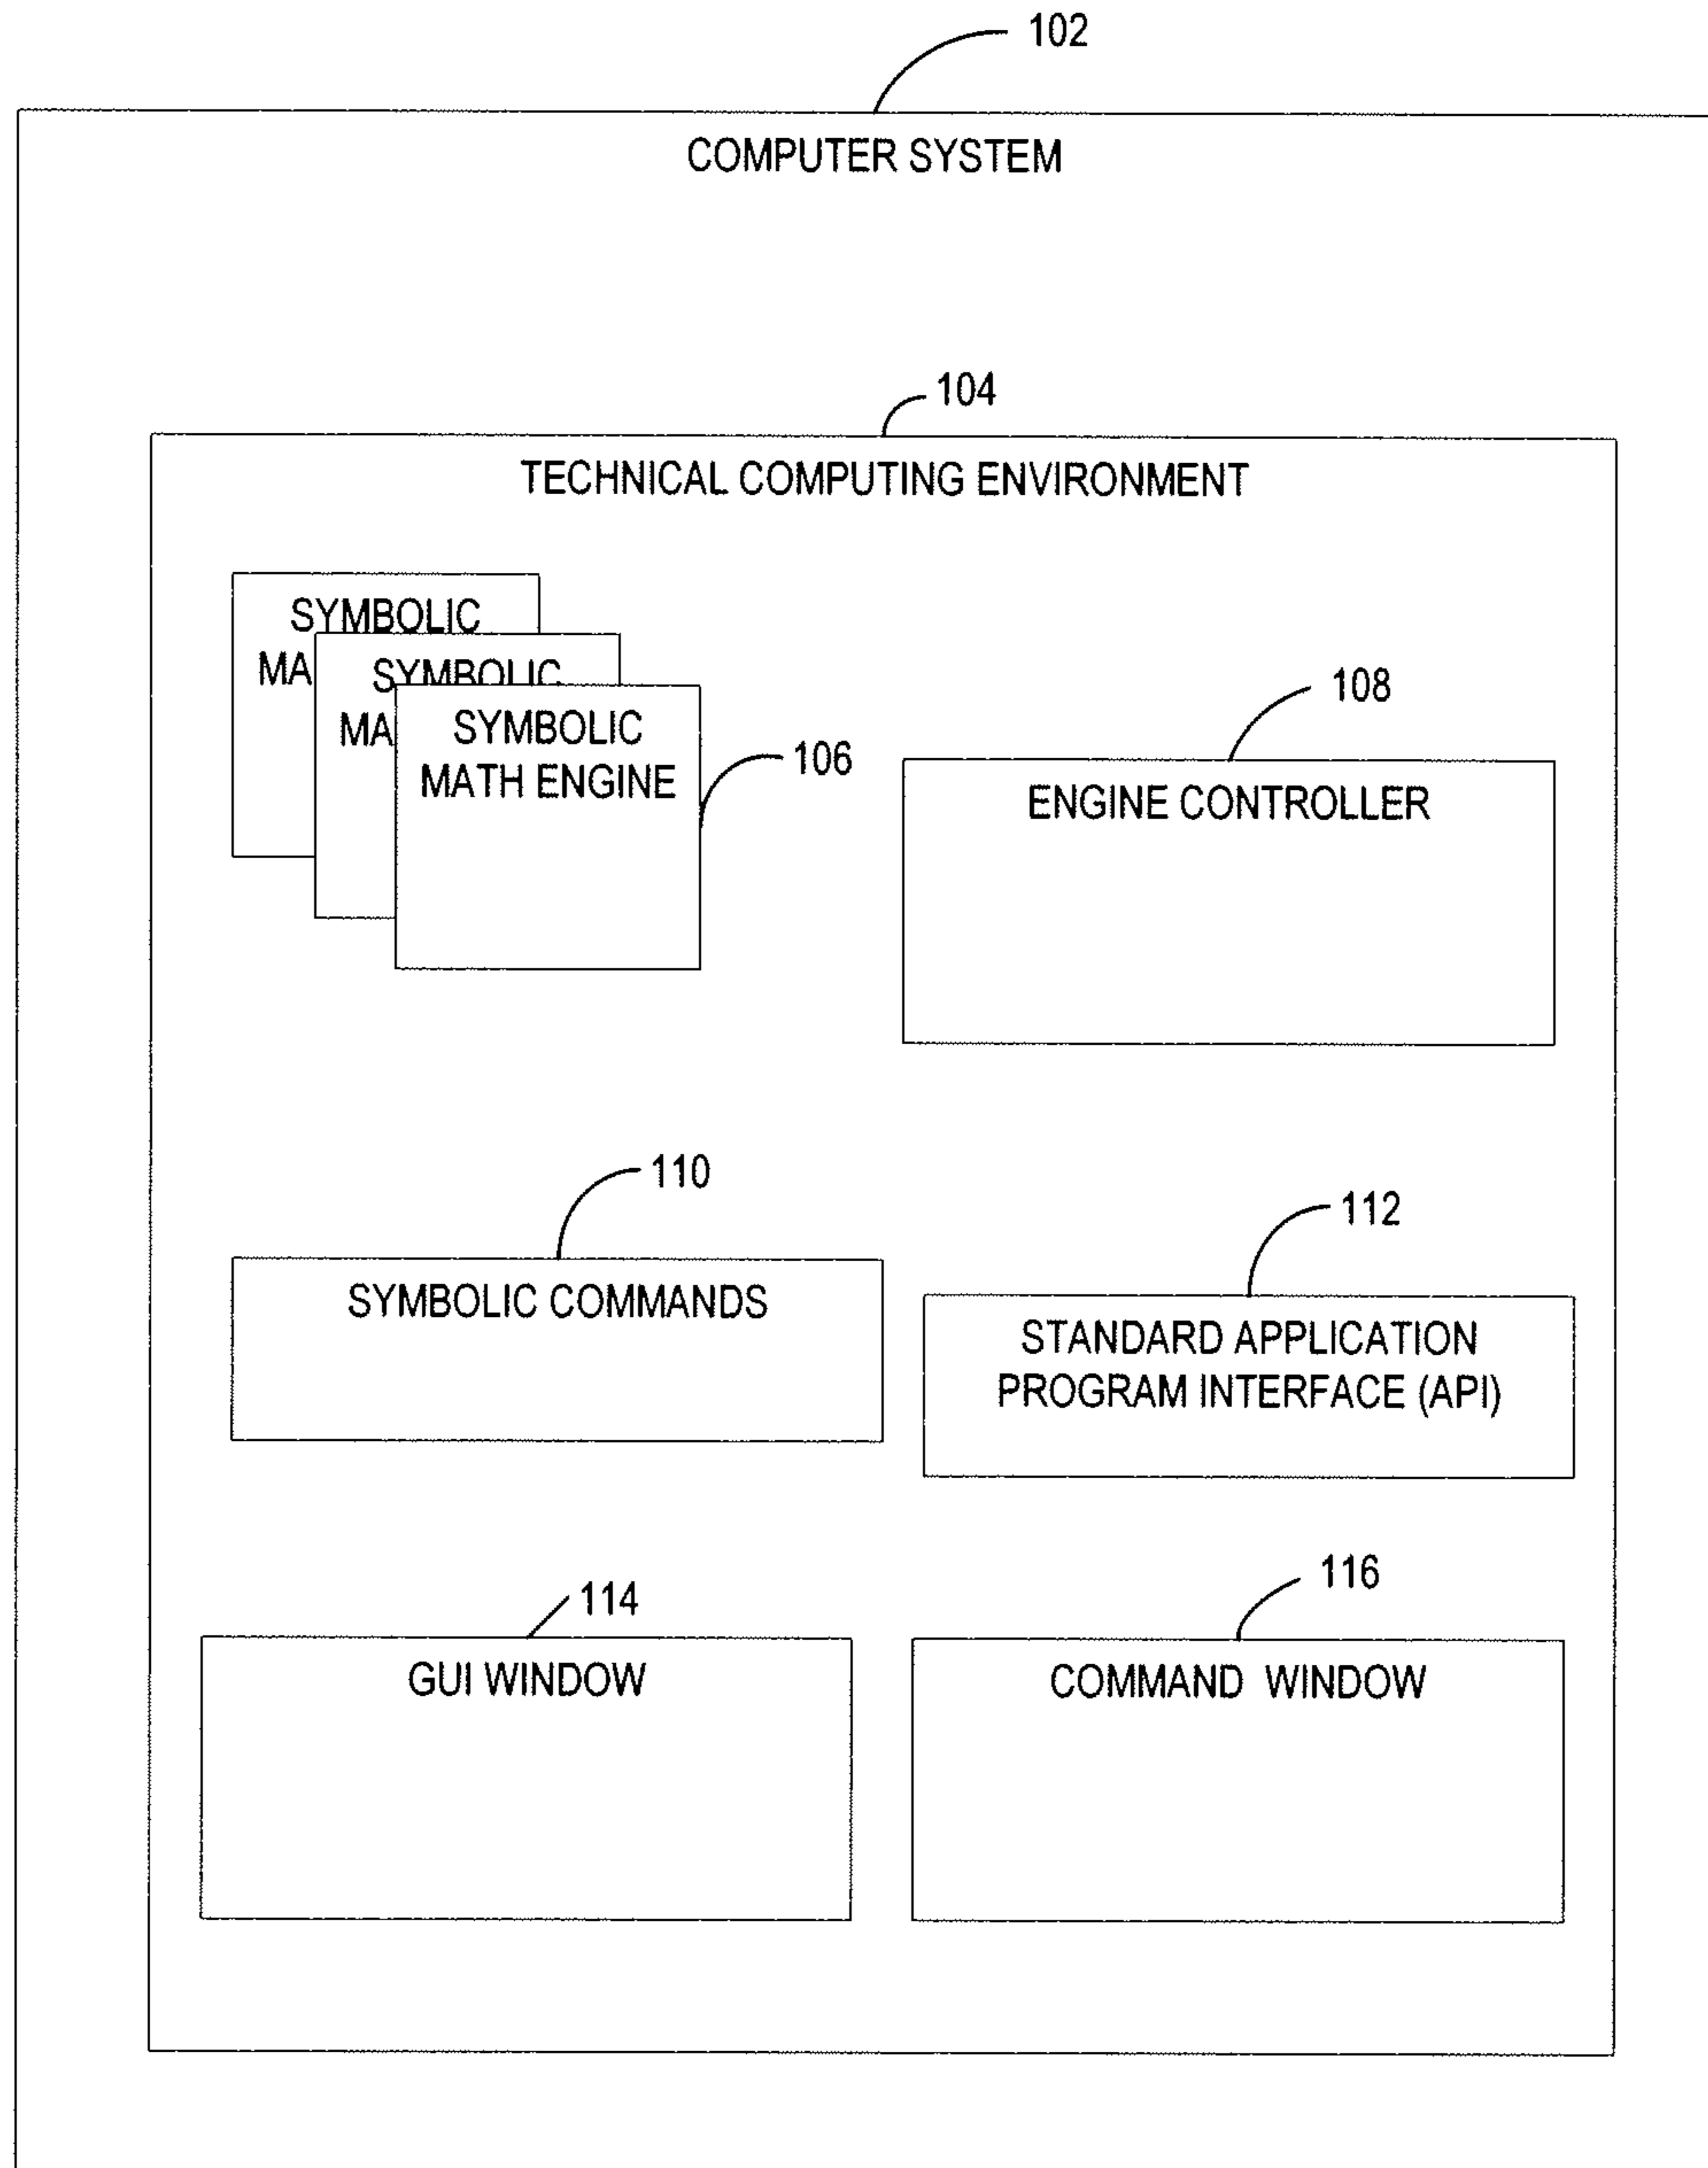 102
COMPUTER SYSTEM
104
TECHNICAL COMPUTING ENVIRONMENT
SYMBOLIC
MA
SYMBOLIC
MA
SYMBOLIC
MATH ENGINE
106
108
ENGINE CONTROLLER
110
SYMBOLIC COMMANDS
112
STANDARD APPLICATION
PROGRAM INTERFACE (API)
114
GUI WINDOW
116
COMMAND WINDOW